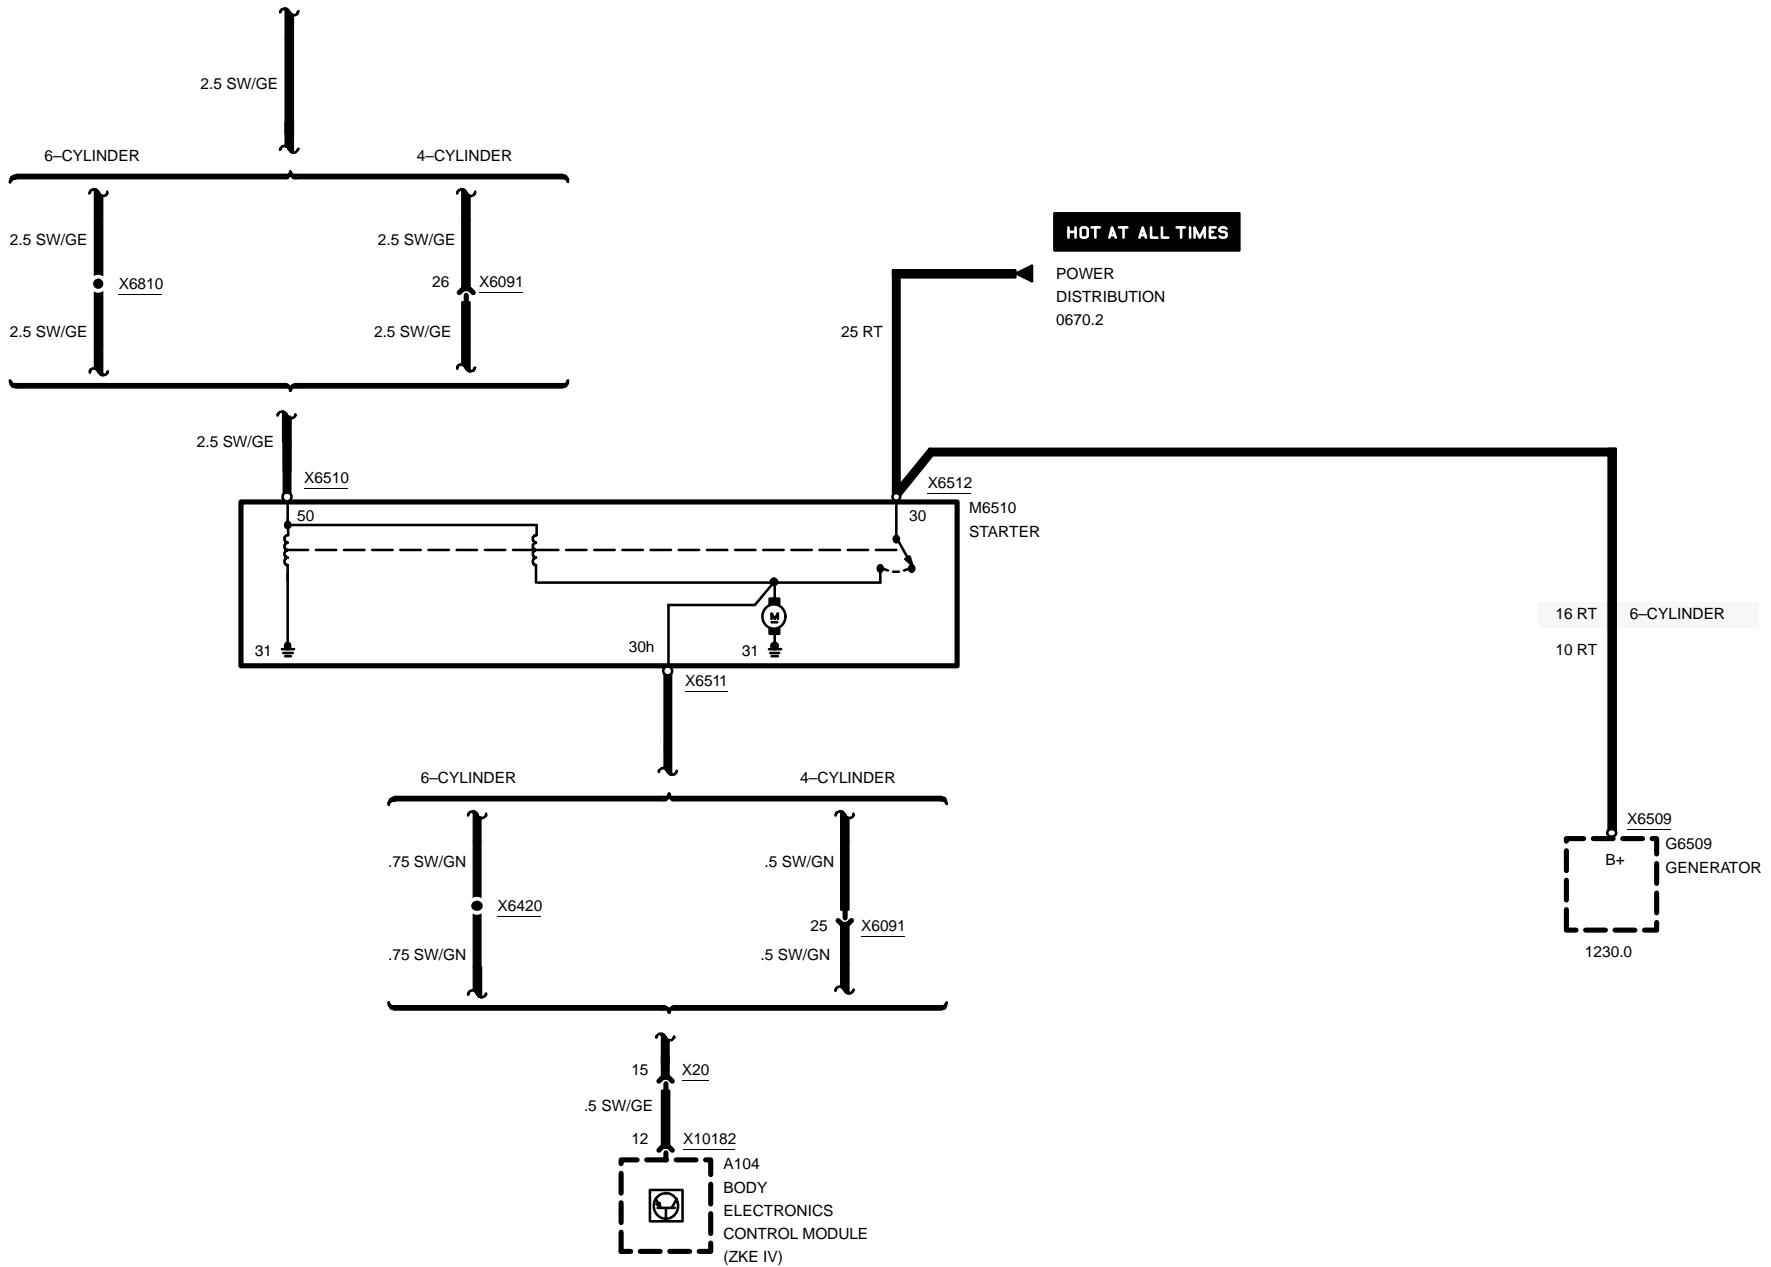 2.5 SW/GE
6–CYLINDER
4–CYLINDER
2.5 SW/GE
X6810
2.5 SW/GE
2.5 SW/GE
26 X6091
2.5 SW/GE
HOT AT ALL TIMES
POWER
DISTRIBUTION
0670.2
25 RT
2.5 SW/GE
X6510
X6512
M6510
STARTER
50
30
M
31
30h
31
X6511
16 RT 6–CYLINDER
10 RT
X6509
G6509
GENERATOR
B+
1230.0
6–CYLINDER
4–CYLINDER
.75 SW/GN
X6420
.75 SW/GN
.5 SW/GN
25 X6091
.5 SW/GN
15 X20
.5 SW/GE
12 X10182
A104
BODY
ELECTRONICS
CONTROL MODULE
(ZKE IV)